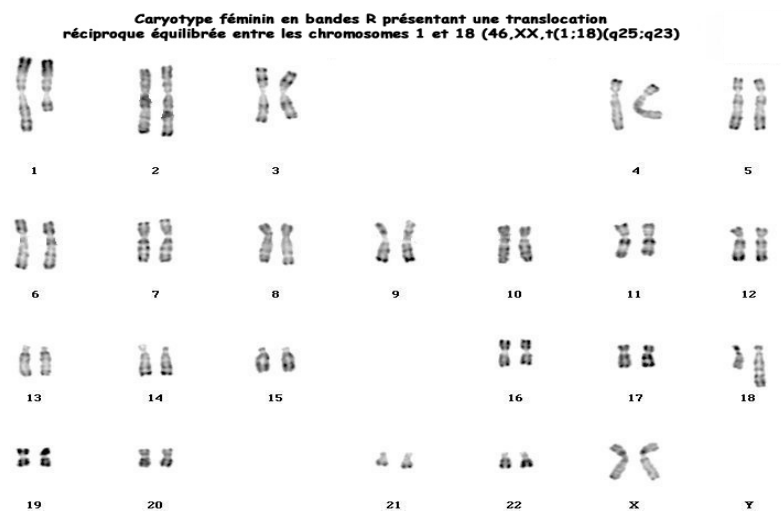 Caryotype féminin en bandes R présentant une translocation
réciproque équilibrée entre les chromosomes 1 et 18 (46,XX,t(1;18)(q25;q23)
1 2 3 4 5
6 7 8 9 10 11 12
13 14 15 16 17 18
19 20 21 22 X Y